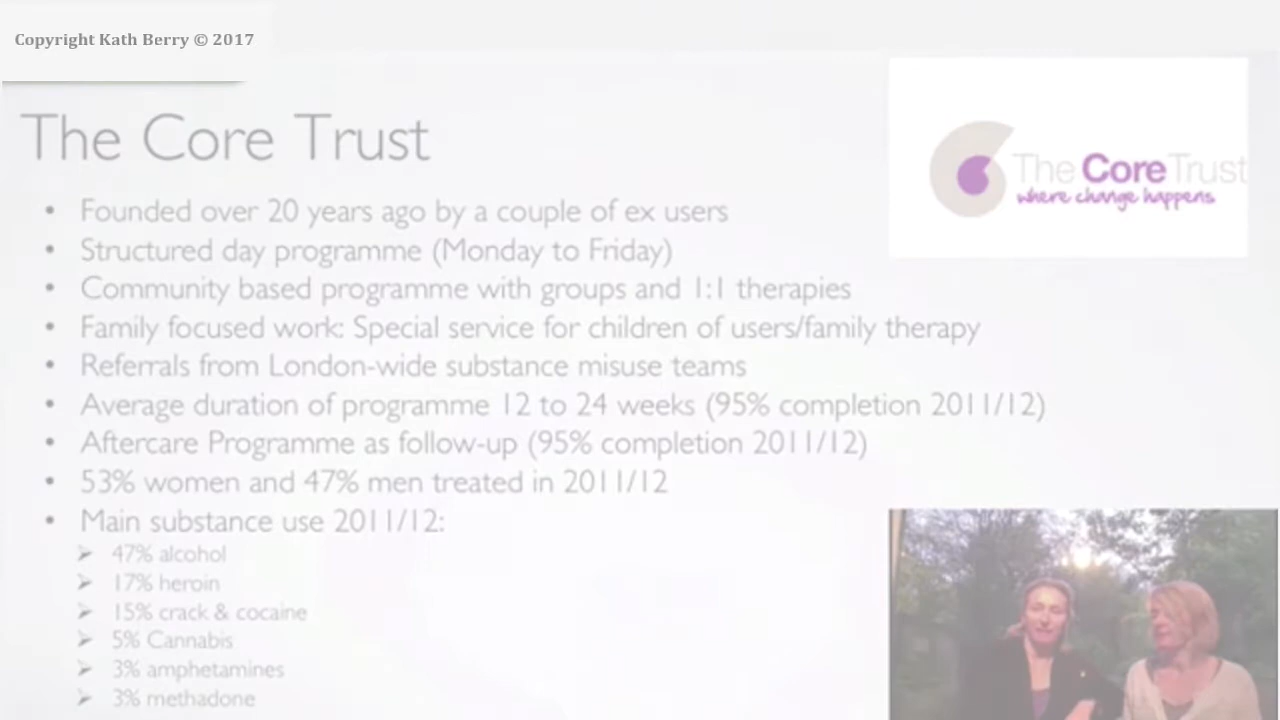 Copyright Kath Berry © 2017
The Core Trust
The Core Trust
where change happens
• Founded over 20 years ago by a couple of ex users
• Structured day programme (Monday to Friday)
• Community based programme with groups and 1:1 therapies
• Family focused work: Special service for children of users/family therapy
• Referrals from London-wide substance misuse teams
• Average duration of programme 12 to 24 weeks (95% completion 2011/12)
• Aftercare Programme as follow-up (95% completion 2011/12)
• 53% women and 47% men treated in 2011/12
• Main substance use 2011/12:
➢ 47% alcohol
➢ 17% heroin
➢ 15% crack & cocaine
➢ 5% Cannabis
➢ 3% amphetamines
➢ 3% methadone